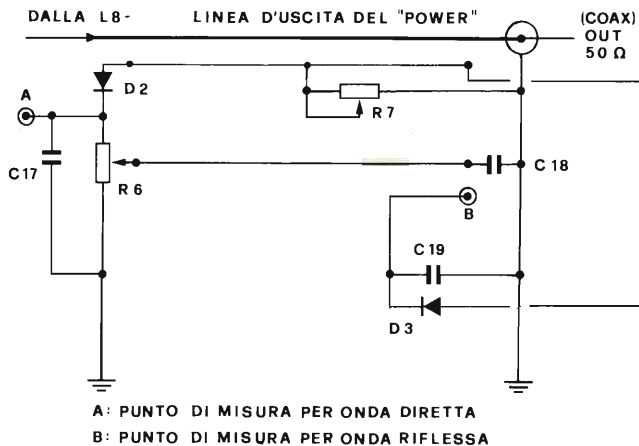 DALLA L8- LINEA D'USCITA DEL "POWER" (COAX)
OUT
50 Ω
D2
A
R7
C17
R6
C18
B
C19
D3
A: PUNTO DI MISURA PER ONDA DIRETTA
B: PUNTO DI MISURA PER ONDA RIFLESSA